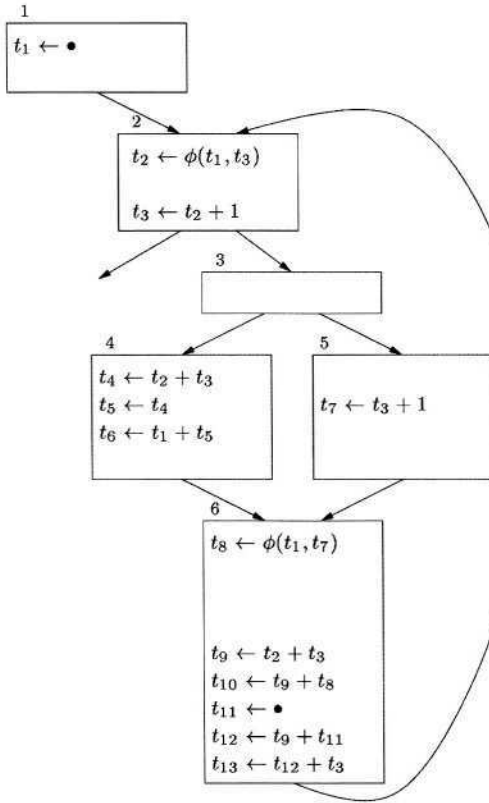 1
t₁ ← •
2
t₂ ← ϕ(t₁, t₃)
t₃ ← t₂ + 1
3
4
t₄ ← t₂ + t₃
t₅ ← t₄
t₆ ← t₁ + t₅
5
t₇ ← t₃ + 1
6
t₈ ← ϕ(t₁, t₇)
t₉ ← t₂ + t₃
t₁₀ ← t₉ + t₈
t₁₁ ← •
t₁₂ ← t₉ + t₁₁
t₁₃ ← t₁₂ + t₃